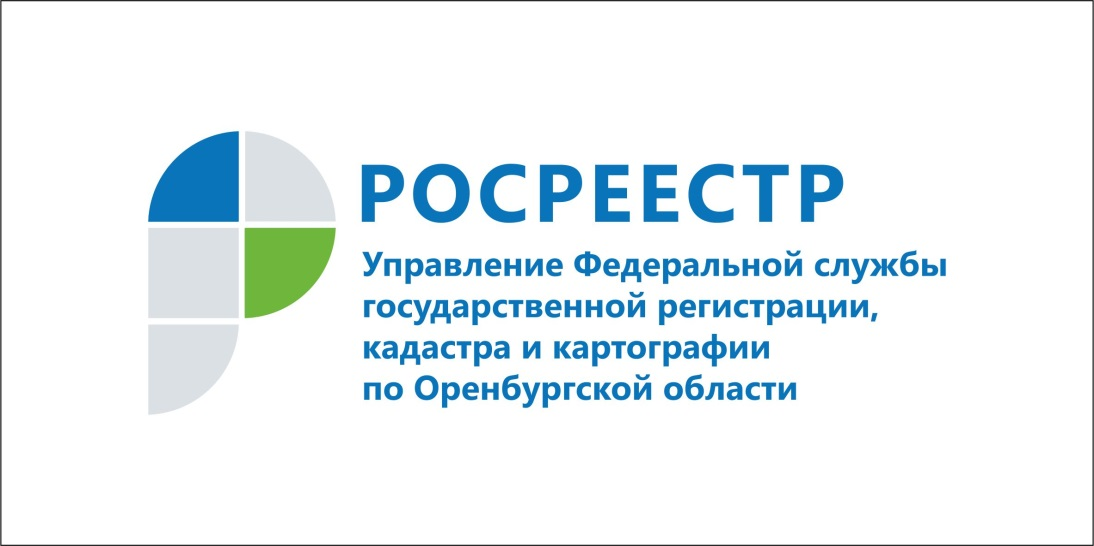 РОСРЕЕСТР
Управление Федеральной службы
государственной регистрации,
кадастра и картографии
по Оренбургской области